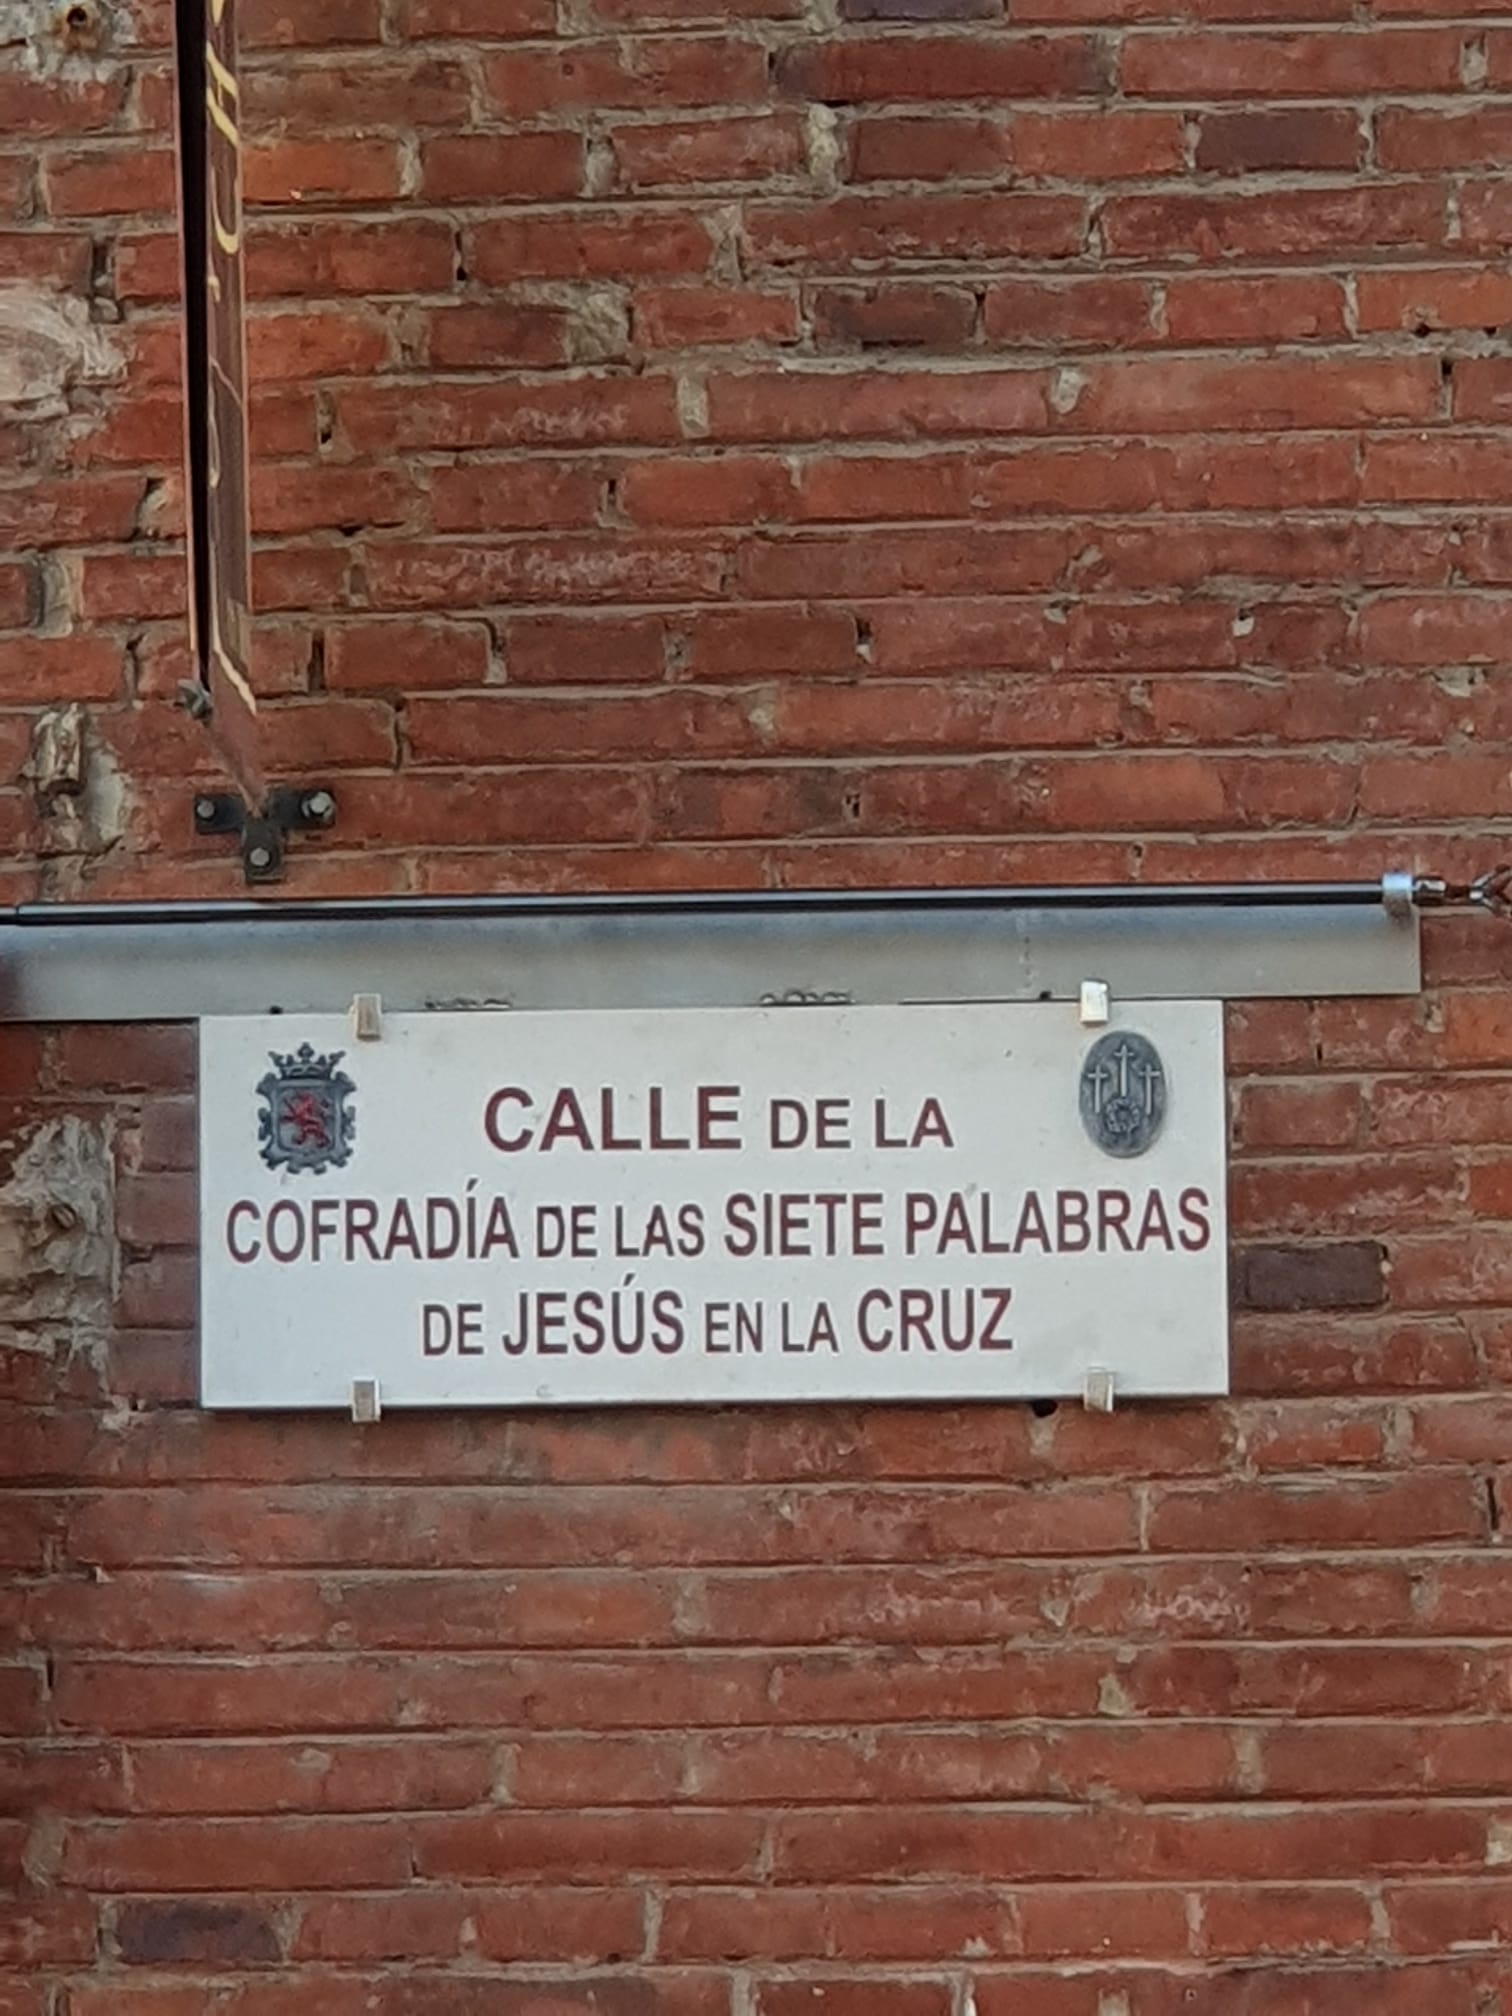 CALLE DE LA
COFRADÍA DE LAS SIETE PALABRAS
DE JESÚS EN LA CRUZ